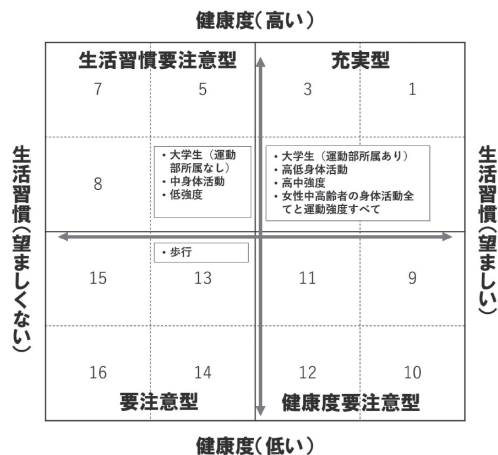 健康度（高い）
生活習慣要注意型
充実型
7
5
3
1
・大学生（運動
部所属なし）
・中身体活動
・低強度
・大学生（運動部所属あり）
・高低身体活動
・高中強度
・女性中高齢者の身体活動全
てと運動強度すべて
8
生活習慣（望ましくない）
生活習慣（望ましい）
・歩行
15
13
11
9
16
14
12
10
要注意型
健康度要注意型
健康度（低い）